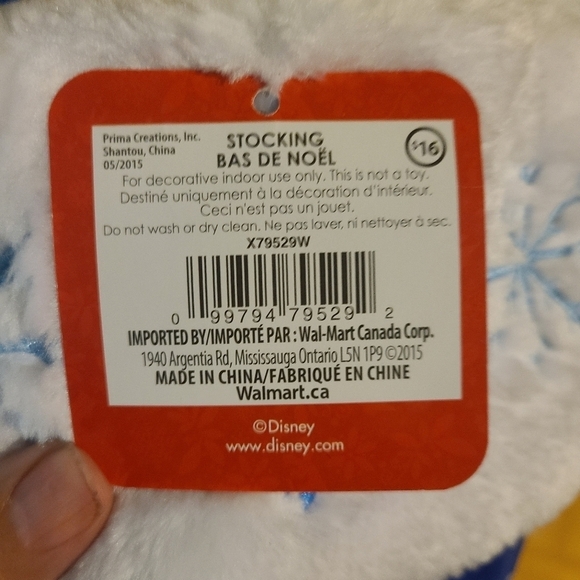 Prima Creations, Inc.
Shantou, China
05/2015
STOCKING
BAS DE NOËL
$16
For decorative indoor use only. This is not a toy.
Destiné uniquement à la décoration d'intérieur.
Ceci n'est pas un jouet.
Do not wash or dry clean. Ne pas laver, ni nettoyer à sec.
X79529W
0 99794 79529 2
IMPORTED BY/IMPORTÉ PAR : Wal-Mart Canada Corp.
1940 Argentia Rd, Mississauga Ontario L5N 1P9 ©2015
MADE IN CHINA/FABRIQUÉ EN CHINE
Walmart.ca
©Disney
www.disney.com